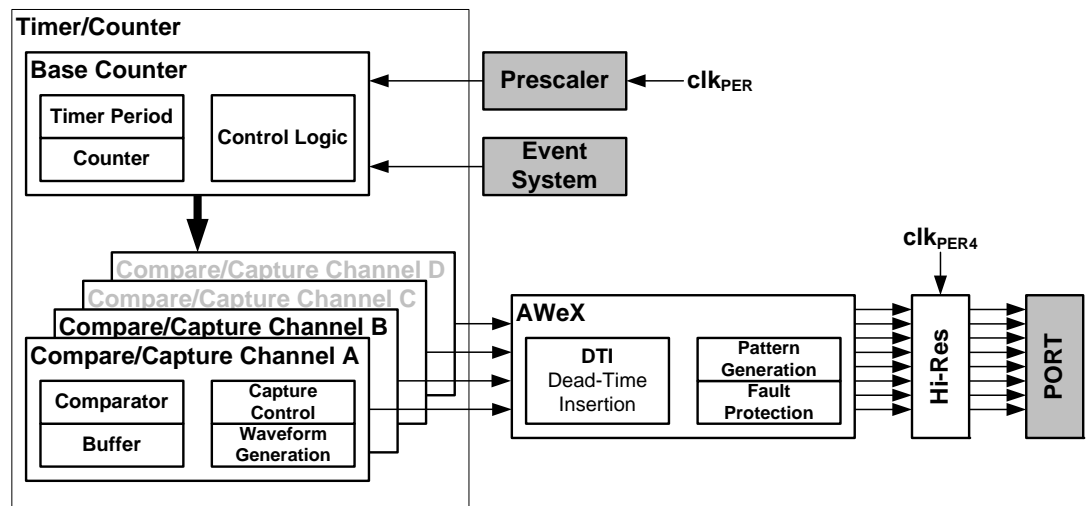 Timer/Counter
Base Counter
Timer Period
Counter
Control Logic
Prescaler
clkPER
Event
System
Compare/Capture Channel D
Compare/Capture Channel C
Compare/Capture Channel B
Compare/Capture Channel A
Comparator
Buffer
Capture
Control
Waveform
Generation
AWeX
DTI
Dead-Time
Insertion
Pattern
Generation
Fault
Protection
clkPER4
Hi-Res
PORT